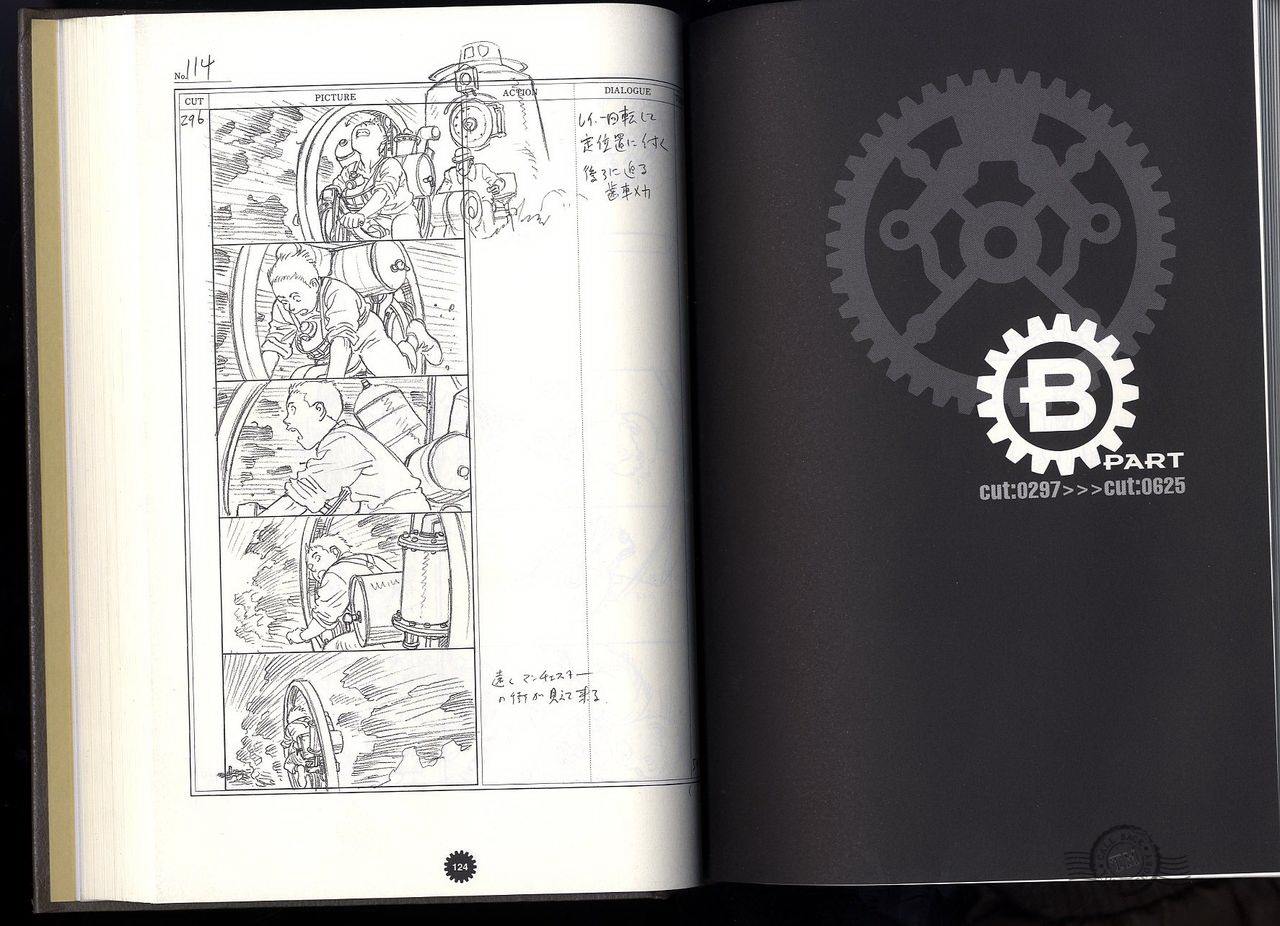 No. 114
CUT
PICTURE
ACTION
DIALOGUE
296
レイ、一回転して
定位置に付く
後ろに迫る
歯車メカ
遠く マンチェスター
の街が見えて来る
124
B
PART
cut:0297>>>cut:0625